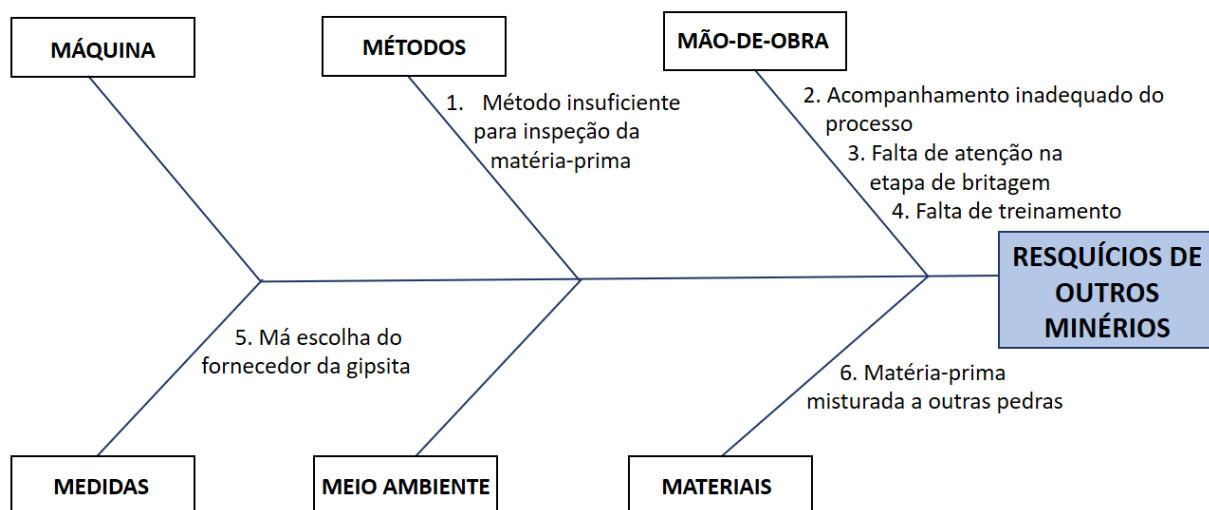 MÁQUINA
MÉTODOS
MÃO-DE-OBRA
1. Método insuficiente
para inspeção da
matéria-prima
2. Acompanhamento inadequado do
processo
3. Falta de atenção na
etapa de britagem
4. Falta de treinamento
RESQUÍCIOS DE
OUTROS
MINÉRIOS
5. Má escolha do
fornecedor da gipsita
6. Matéria-prima
misturada a outras pedras
MEDIDAS
MEIO AMBIENTE
MATERIAIS